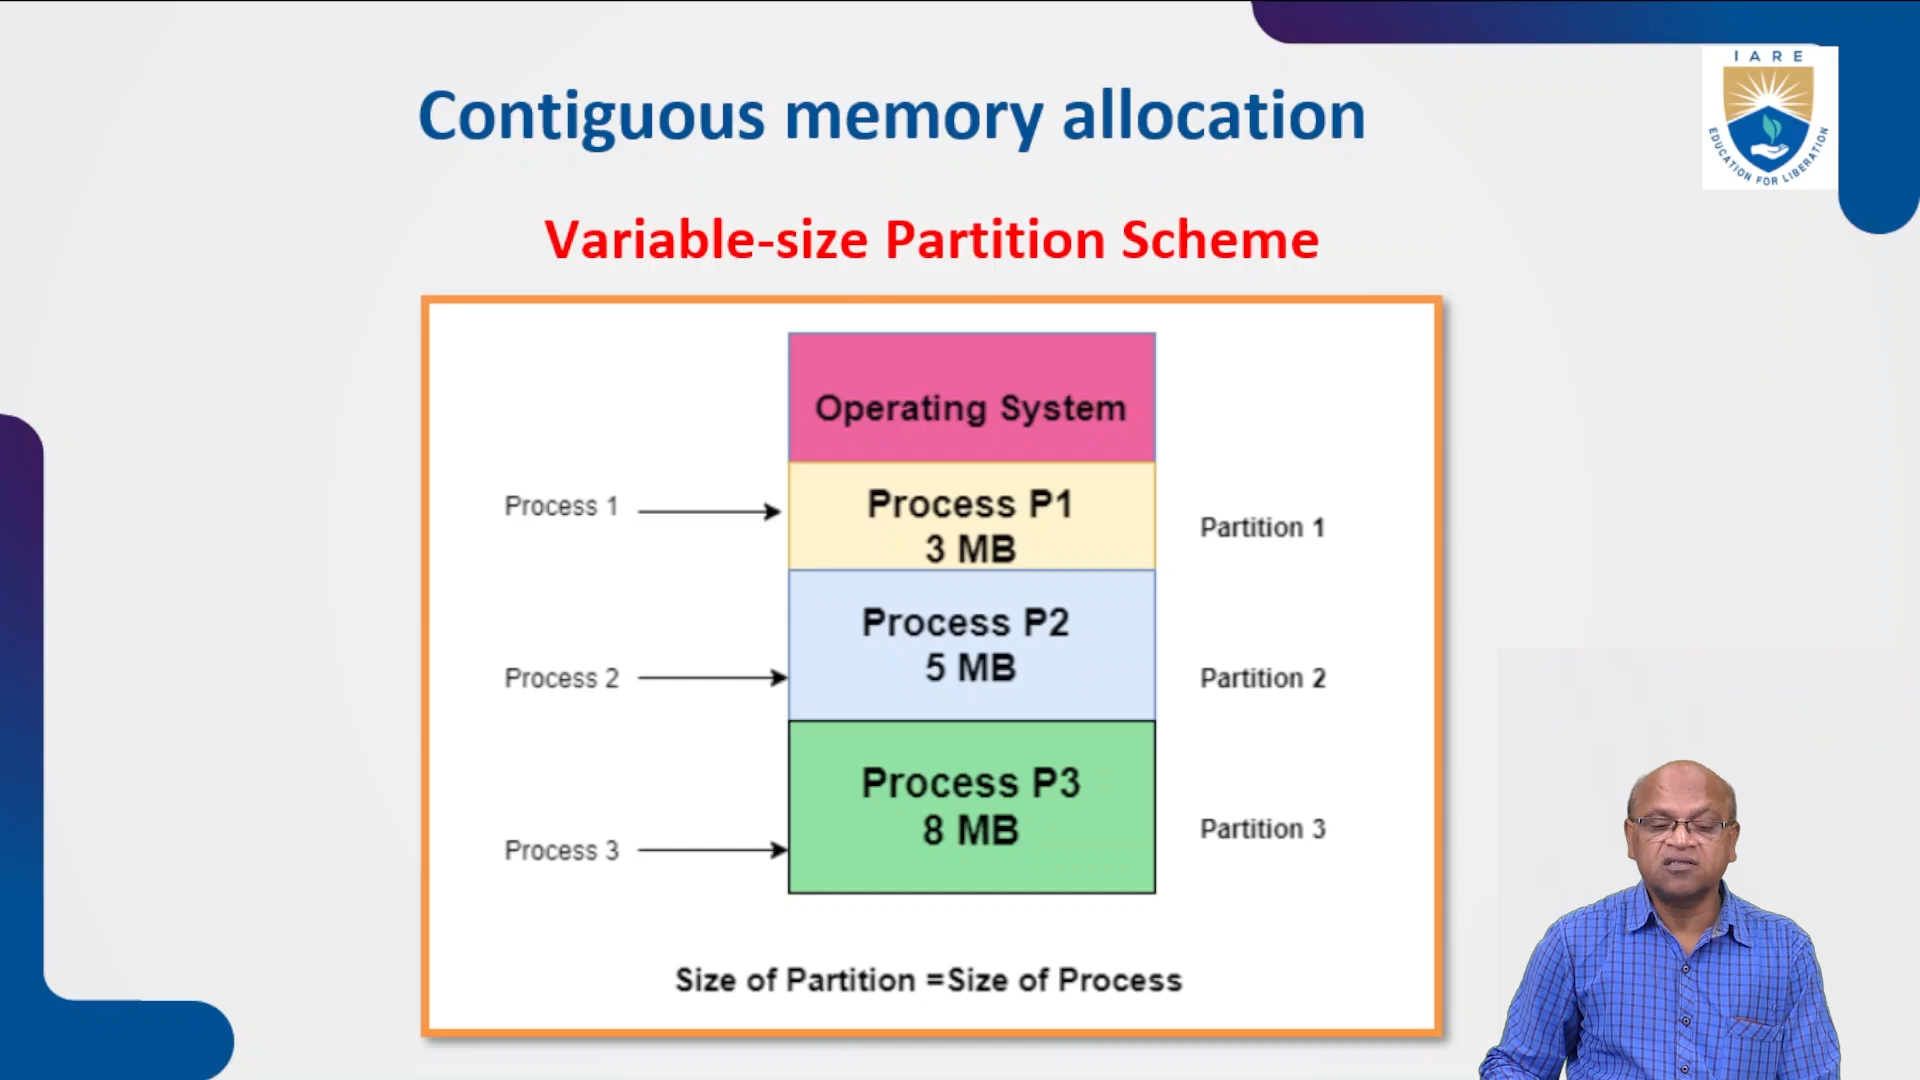 IARE
EDUCATION FOR LIBERATION
Contiguous memory allocation
Variable-size Partition Scheme
Operating System
Process 1
Process P1
3 MB
Partition 1
Process 2
Process P2
5 MB
Partition 2
Process 3
Process P3
8 MB
Partition 3
Size of Partition =Size of Process